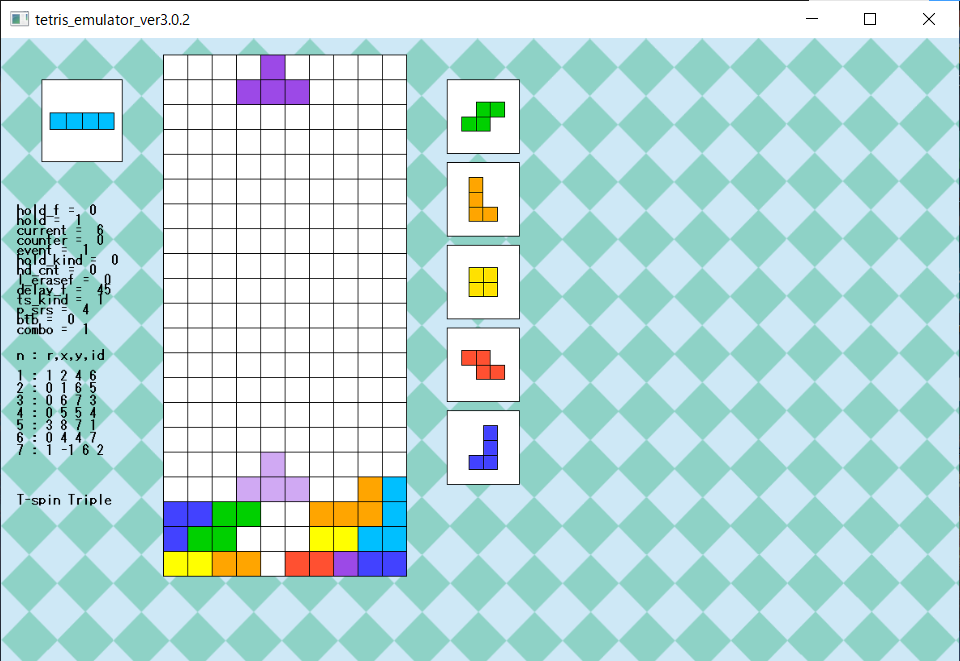 tetris_emulator_ver3.0.2
hold_f = 0
hold = 1
current = 6
counter = 0
event = 1
hold_kind = 0
hd_cnt = 0
l_erasef = 0
delay_f = 45
ts_kind = 1
p_srs = 4
btb = 0
combo = 1
n : r,x,y,id
1 : 1 2 4 6
2 : 0 1 6 5
3 : 0 6 7 3
4 : 0 5 5 4
5 : 3 8 7 1
6 : 0 4 4 7
7 : 1 -1 6 2
T-spin Triple